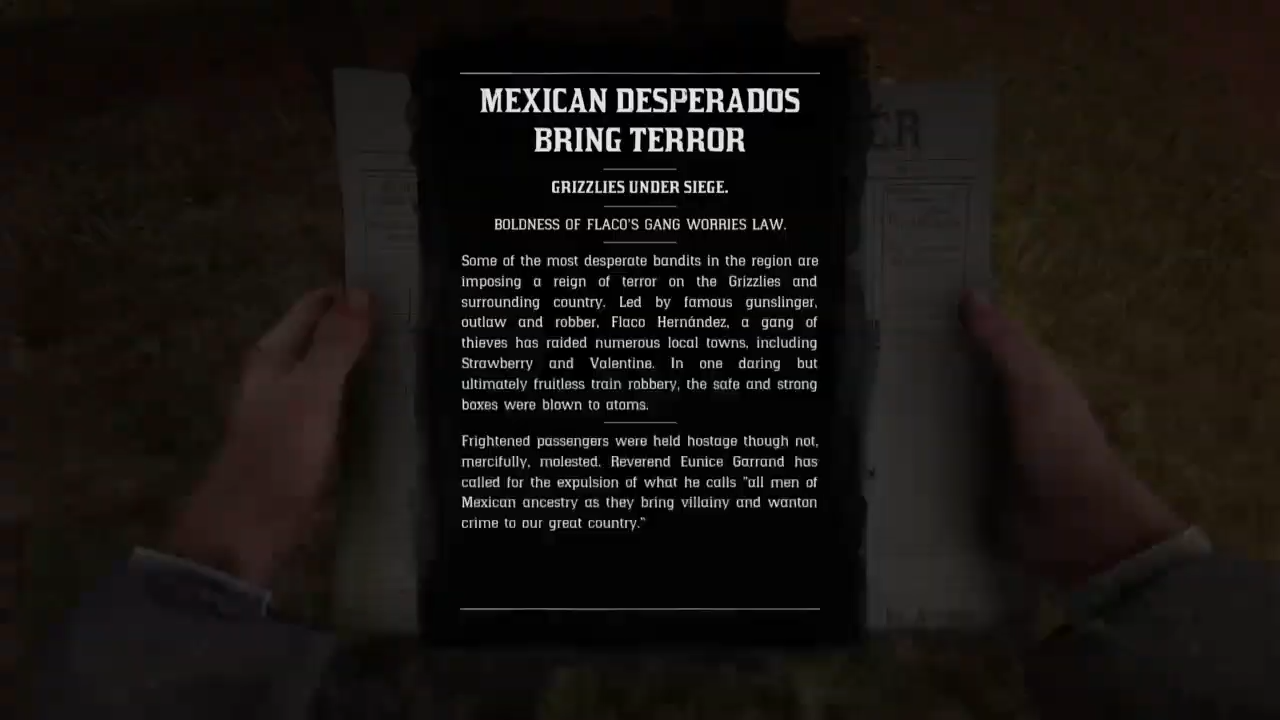 MEXICAN DESPERADOS
BRING TERROR
GRIZZLIES UNDER SIEGE.
BOLDNESS OF FLACO'S GANG WORRIES LAW.
Some of the most desperate bandits in the region are
imposing a reign of terror on the Grizzlies and
surrounding country. Led by famous gunslinger,
outlaw and robber, Flaco Hernández, a gang of
thieves has raided numerous local towns, including
Strawberry and Valentine. In one daring but
ultimately fruitless train robbery, the safe and strong
boxes were blown to atoms.
Frightened passengers were held hostage though not,
mercifully, molested. Reverend Eunice Garrand has
called for the expulsion of what he calls "all men of
Mexican ancestry as they bring villainy and wanton
crime to our great country."